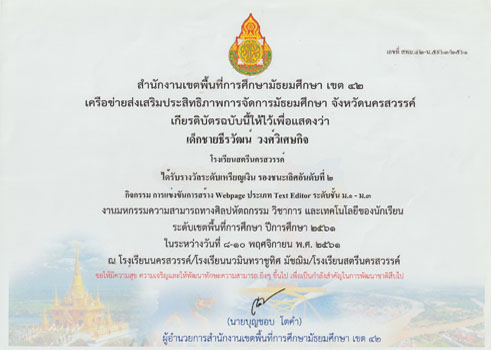 เลขที่ สพม.๔๒-ม.๕๔๖๓/๒๕๖๑
สำนักงานเขตพื้นที่การศึกษามัธยมศึกษา เขต ๔๒
เครือข่ายส่งเสริมประสิทธิภาพการจัดการมัธยมศึกษา จังหวัดนครสวรรค์
เกียรติบัตรฉบับนี้ให้ไว้เพื่อแสดงว่า
เด็กชายธีรวัฒน์ วงศ์วิเศษกิจ
โรงเรียนสตรีนครสวรรค์
ได้รับรางวัลระดับเหรียญเงิน รองชนะเลิศอันดับที่ ๒
กิจกรรม การแข่งขันการสร้าง Webpage ประเภท Text Editor ระดับชั้น ม.๑ - ม.๓
งานมหกรรมความสามารถทางศิลปหัตถกรรม วิชาการ และเทคโนโลยีของนักเรียน
ระดับเขตพื้นที่การศึกษา ปีการศึกษา ๒๕๖๑
ในระหว่างวันที่ ๘-๑๐ พฤศจิกายน พ.ศ. ๒๕๖๑
ณ โรงเรียนนครสวรรค์/โรงเรียนนวมินทราชูทิศ มัชฌิม/โรงเรียนสตรีนครสวรรค์
ขอให้มีความสุข ความเจริญและให้พัฒนาทักษะความสามารถ ยิ่งๆ ขึ้นไป เพื่อเป็นกำลังสำคัญในการพัฒนาชาติสืบไป
(นายบุญชอบ โตคำ)
ผู้อำนวยการสำนักงานเขตพื้นที่การศึกษามัธยมศึกษา เขต ๔๒